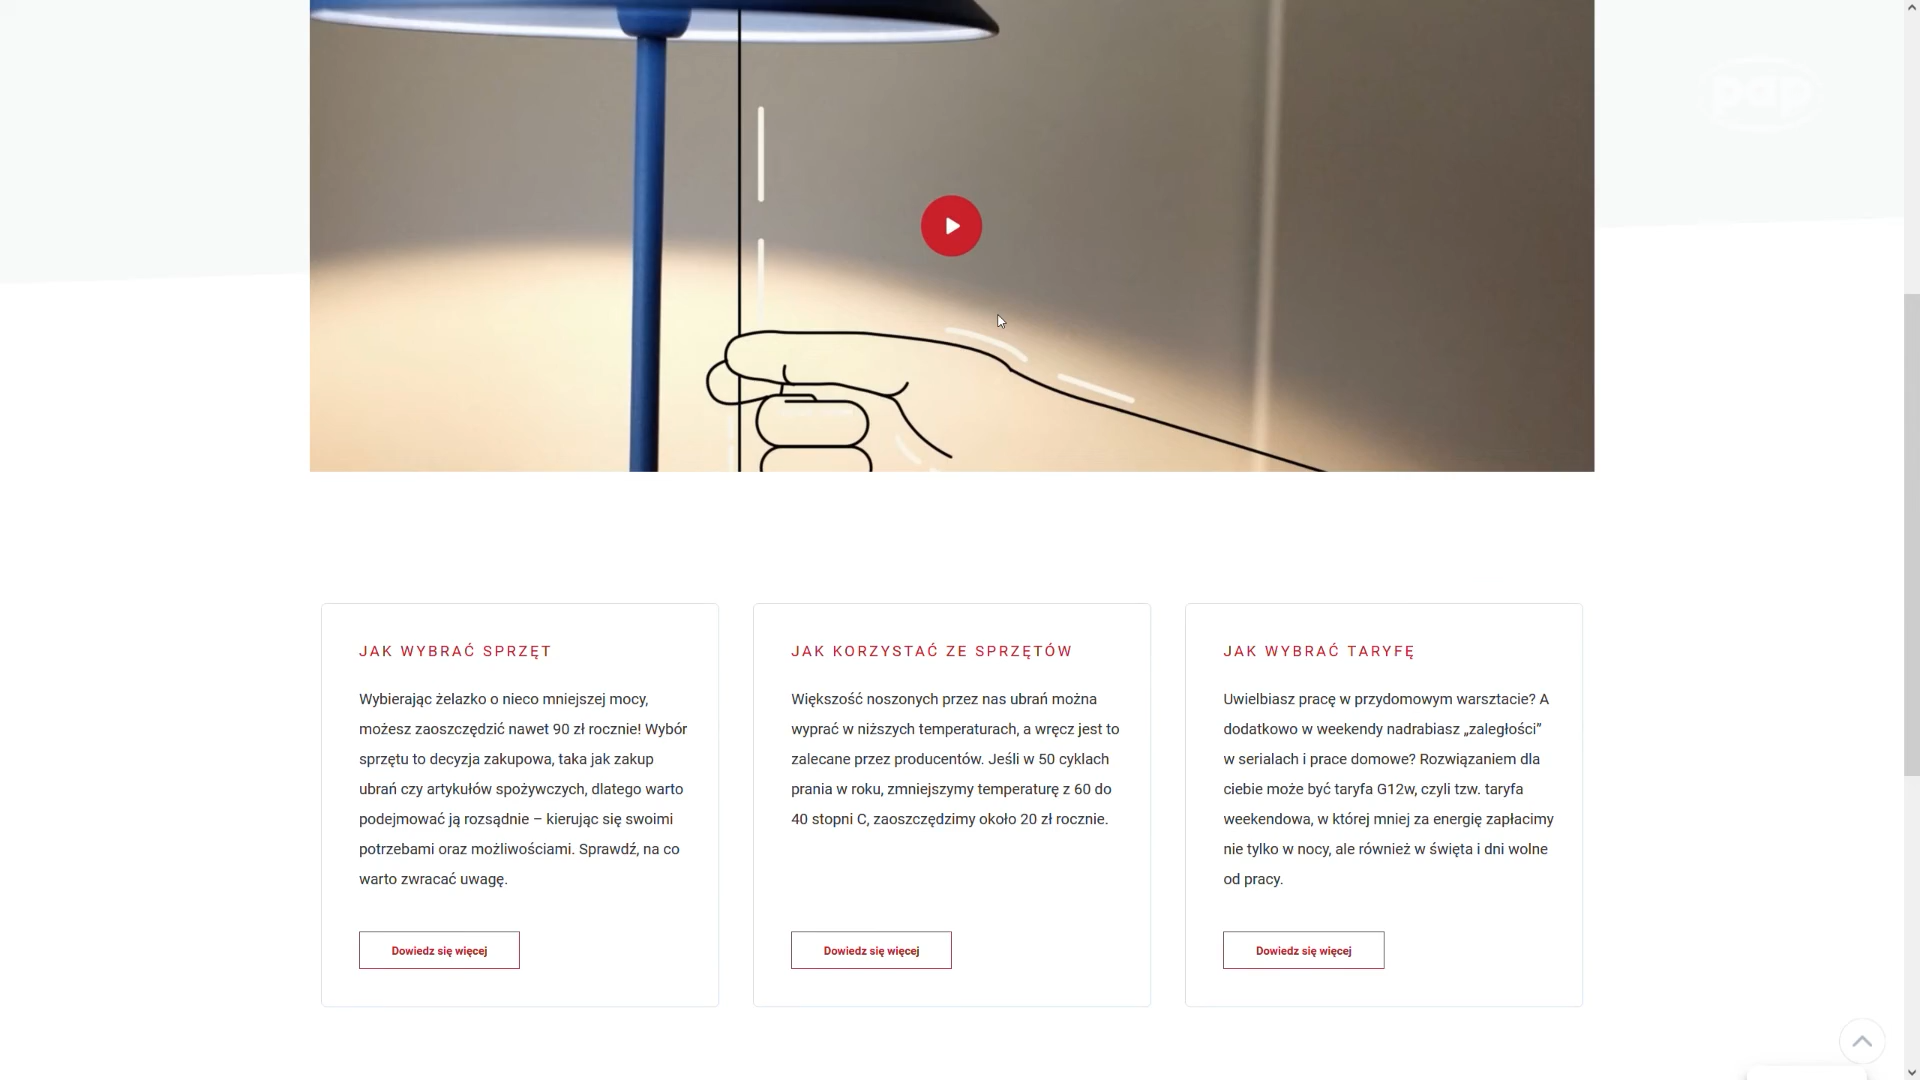 pap
JAK WYBRAĆ SPRZĘT
Wybierając żelazko o nieco mniejszej mocy,
możesz zaoszczędzić nawet 90 zł rocznie! Wybór
sprzętu to decyzja zakupowa, taka jak zakup
ubrań czy artykułów spożywczych, dlatego warto
podejmować ją rozsądnie – kierując się swoimi
potrzebami oraz możliwościami. Sprawdź, na co
warto zwracać uwagę.
Dowiedz się więcej
JAK KORZYSTAĆ ZE SPRZĘTÓW
Większość noszonych przez nas ubrań można
wyprać w niższych temperaturach, a wręcz jest to
zalecane przez producentów. Jeśli w 50 cyklach
prania w roku, zmniejszymy temperaturę z 60 do
40 stopni C, zaoszczędzimy około 20 zł rocznie.
Dowiedz się więcej
JAK WYBRAĆ TARYFĘ
Uwielbiasz pracę w przydomowym warsztacie? A
dodatkowo w weekendy nadrabiasz „zaległości”
w serialach i prace domowe? Rozwiązaniem dla
ciebie może być taryfa G12w, czyli tzw. taryfa
weekendowa, w której mniej za energię zapłacimy
nie tylko w nocy, ale również w święta i dni wolne
od pracy.
Dowiedz się więcej